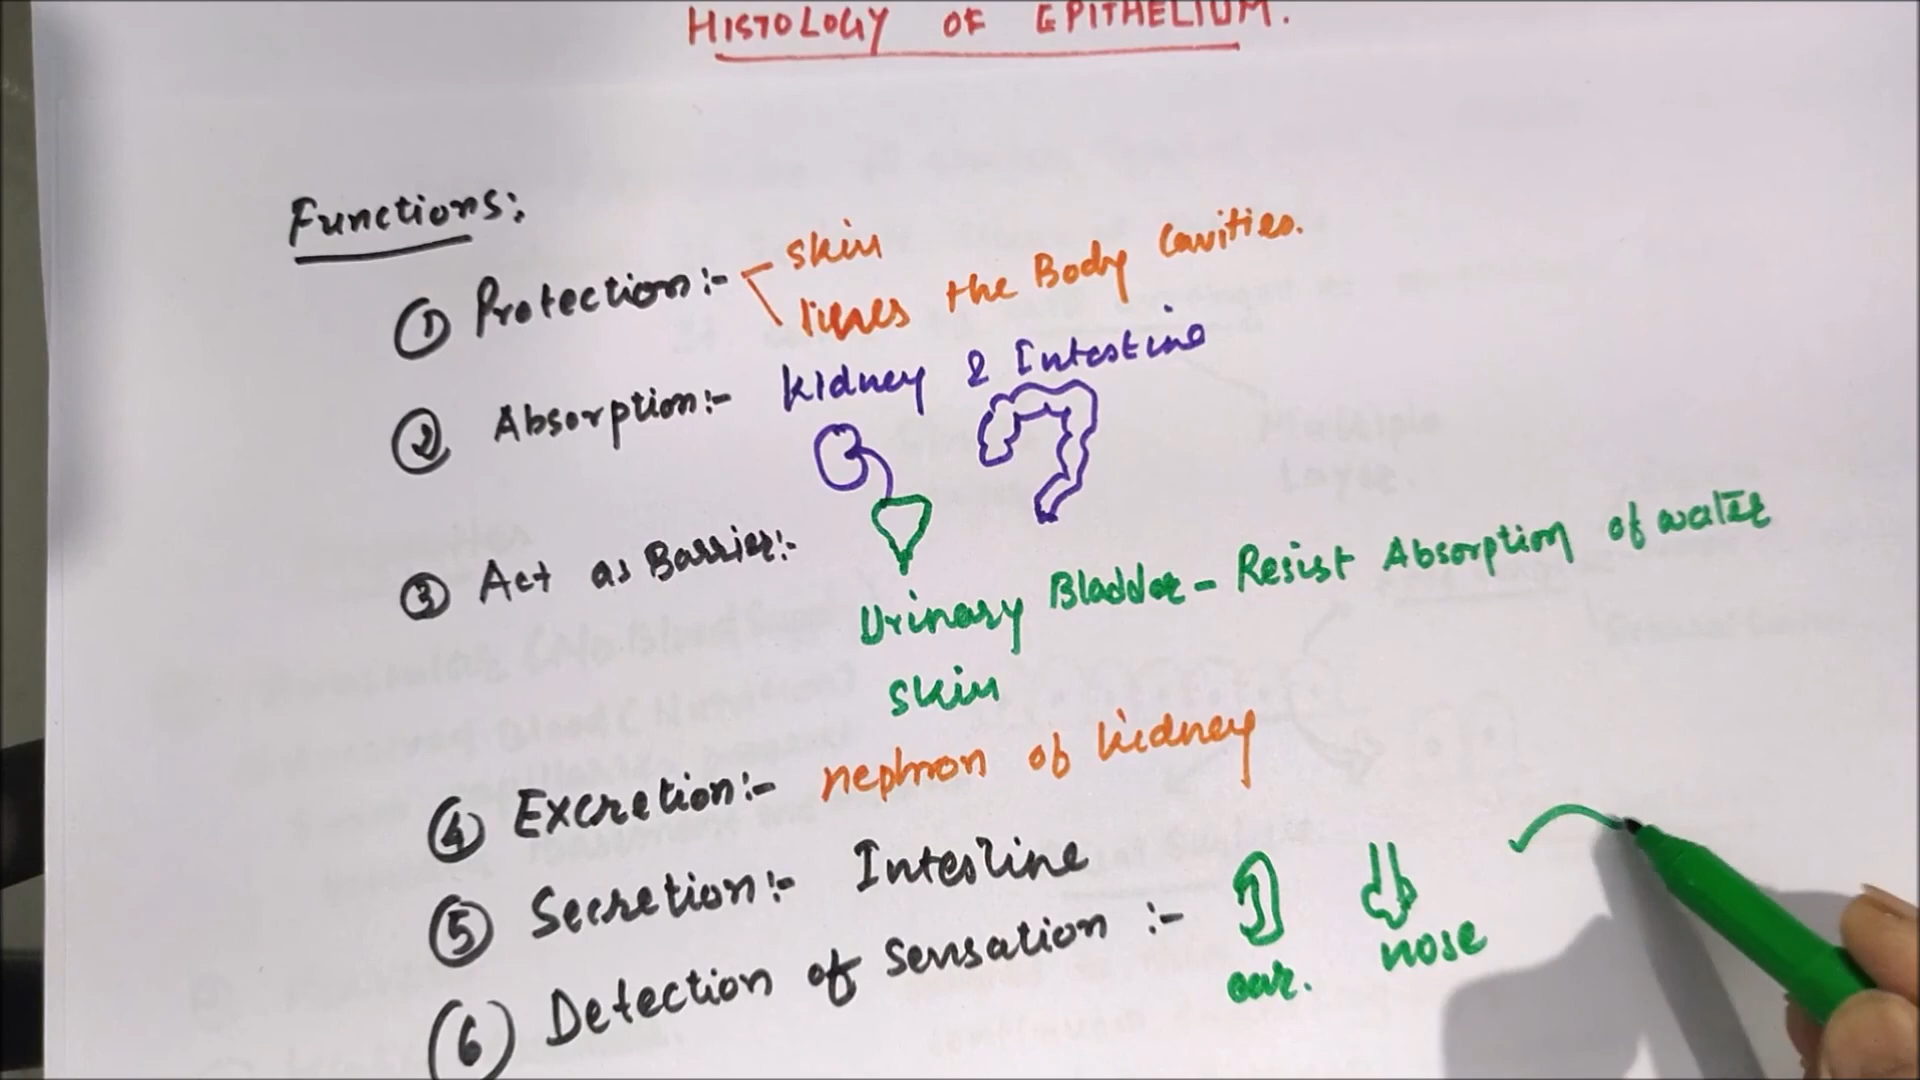 HISTOLOGY OF EPITHELIUM.
Functions:
① Protection:- skin
lines the Body Cavities.
② Absorption:- kidney & Intestine
③ Act as Barrier:-
Urinary Bladder - Resist Absorption of water
skin
④ Excretion:- nephron of kidney
⑤ Secretion:- Intestine
⑥ Detection of Sensation :-
ear. nose